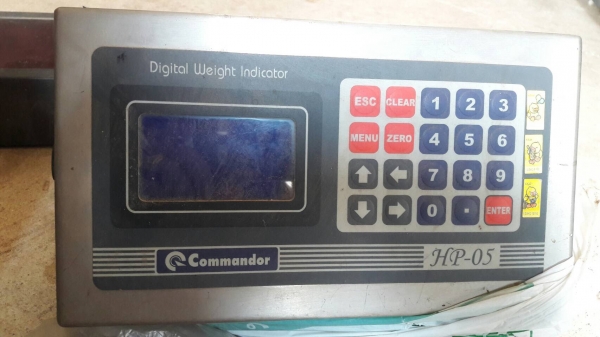 Digital Weight Indicator
ESC CLEAR 1 2 3
MENU ZERO 4 5 6
7 8 9
0 . ENTER
Commandor
HP-05